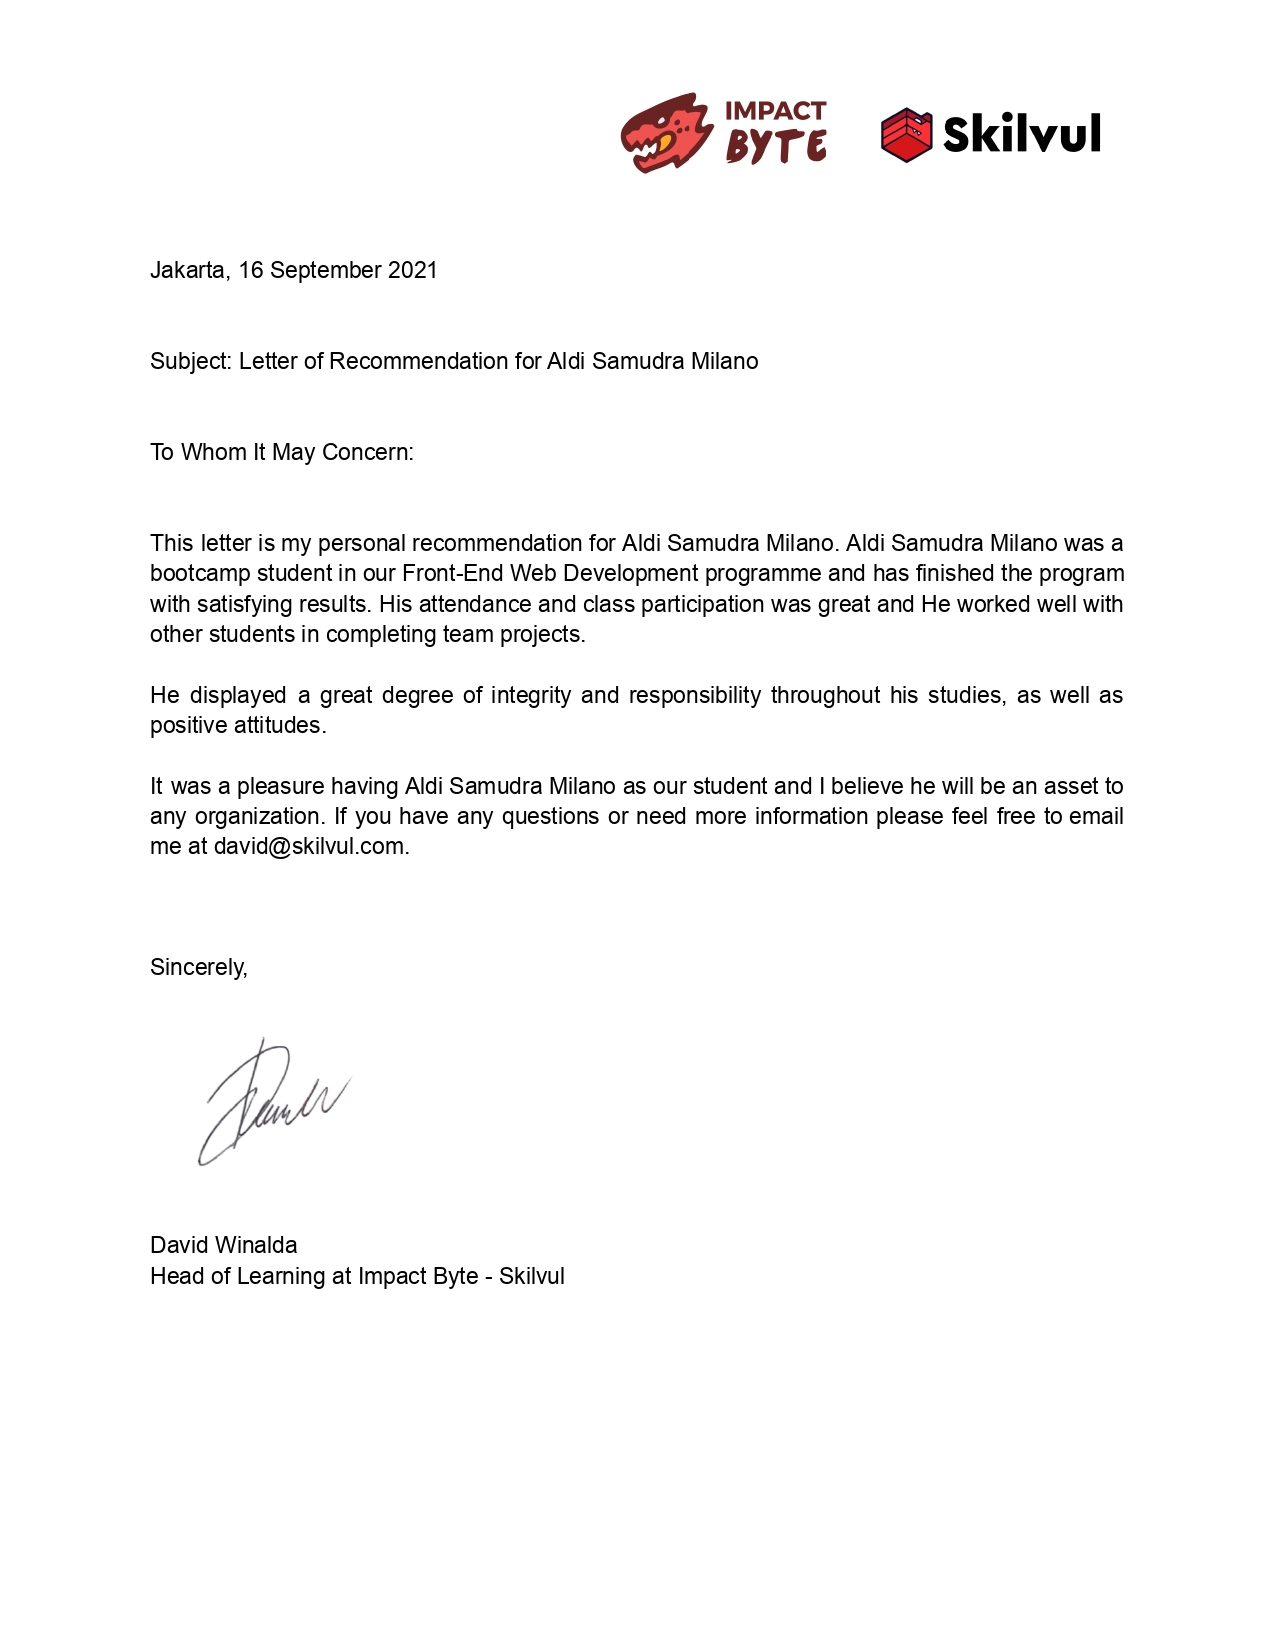 IMPACT
BYTE
Skilvul
Jakarta, 16 September 2021
Subject: Letter of Recommendation for Aldi Samudra Milano
To Whom It May Concern:
This letter is my personal recommendation for Aldi Samudra Milano. Aldi Samudra Milano was a
bootcamp student in our Front-End Web Development programme and has finished the program
with satisfying results. His attendance and class participation was great and He worked well with
other students in completing team projects.
He displayed a great degree of integrity and responsibility throughout his studies, as well as
positive attitudes.
It was a pleasure having Aldi Samudra Milano as our student and I believe he will be an asset to
any organization. If you have any questions or need more information please feel free to email
me at david@skilvul.com.
Sincerely,
David Winalda
Head of Learning at Impact Byte - Skilvul